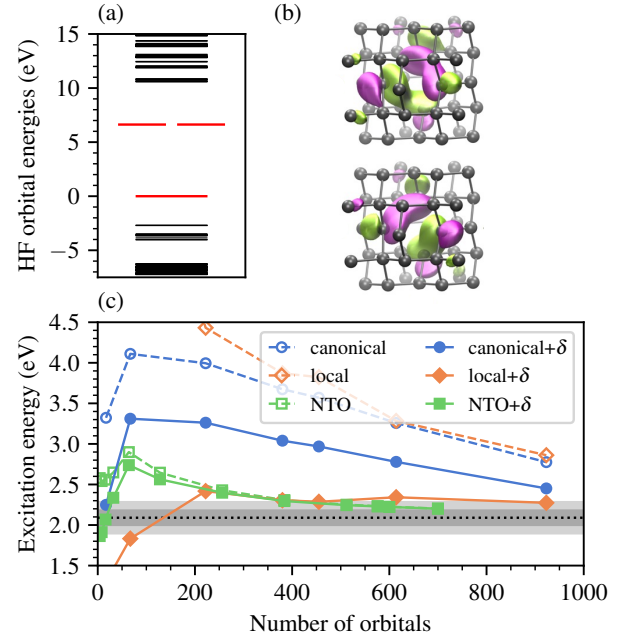 (a)
(b)
HF orbital energies (eV)
15
10
5
0
−5
(c)
Excitation energy (eV)
4.5
4.0
3.5
3.0
2.5
2.0
1.5
canonical
local
NTO
canonical+δ
local+δ
NTO+δ
0 200 400 600 800 1000
Number of orbitals